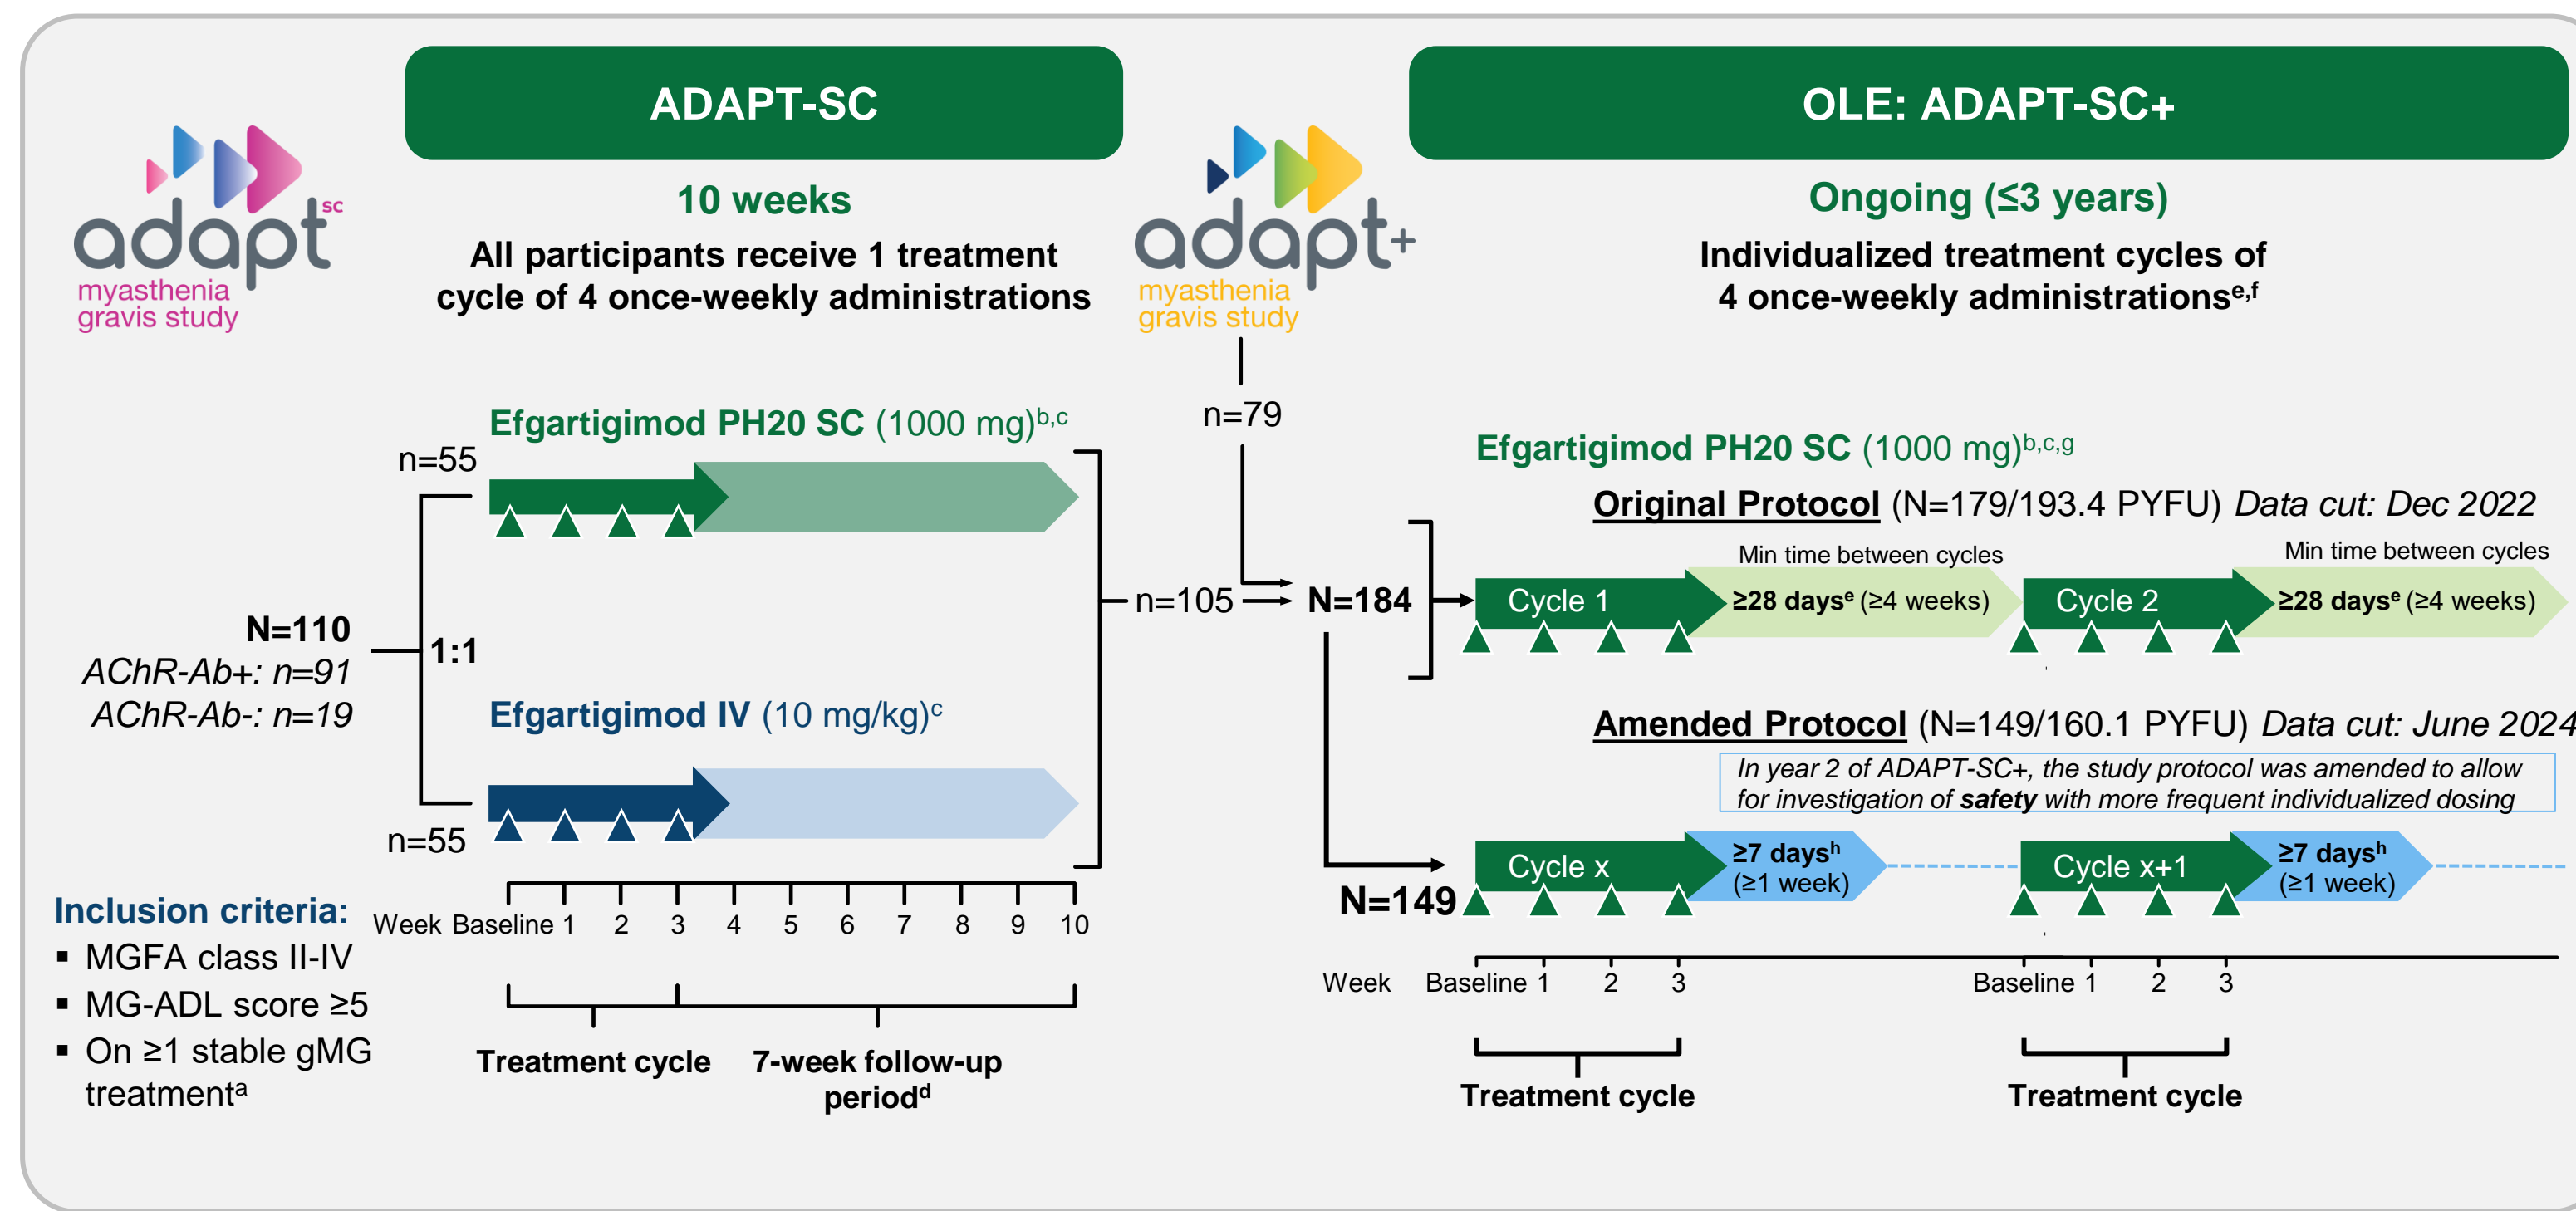 ADAPT-SC
OLE: ADAPT-SC+
adapt sc
myasthenia
gravis study
10 weeks
All participants receive 1 treatment
cycle of 4 once-weekly administrations
adapt+
myasthenia
gravis study
Ongoing (≤3 years)
Individualized treatment cycles of
4 once-weekly administrationsᵉ,ᶠ
n=79
Efgartigimod PH20 SC (1000 mg)ᵇ,ᶜ
n=55
N=110
AChR-Ab+: n=91
AChR-Ab-: n=19
1:1
Efgartigimod IV (10 mg/kg)ᶜ
n=55
n=105
N=184
Efgartigimod PH20 SC (1000 mg)ᵇ,ᶜ,ᵍ
Original Protocol (N=179/193.4 PYFU) Data cut: Dec 2022
Min time between cycles
Min time between cycles
Cycle 1
≥28 daysᵉ (≥4 weeks)
Cycle 2
≥28 daysᵉ (≥4 weeks)
Amended Protocol (N=149/160.1 PYFU) Data cut: June 2024
In year 2 of ADAPT-SC+, the study protocol was amended to allow
for investigation of safety with more frequent individualized dosing
N=149
Cycle x
≥7 daysʰ
(≥1 week)
Cycle x+1
≥7 daysʰ
(≥1 week)
Inclusion criteria:
▪ MGFA class II-IV
▪ MG-ADL score ≥5
▪ On ≥1 stable gMG
treatmentᵃ
Week Baseline 1 2 3 4 5 6 7 8 9 10
Treatment cycle
7-week follow-up
periodᵈ
Week Baseline 1 2 3 Baseline 1 2 3
Treatment cycle
Treatment cycle